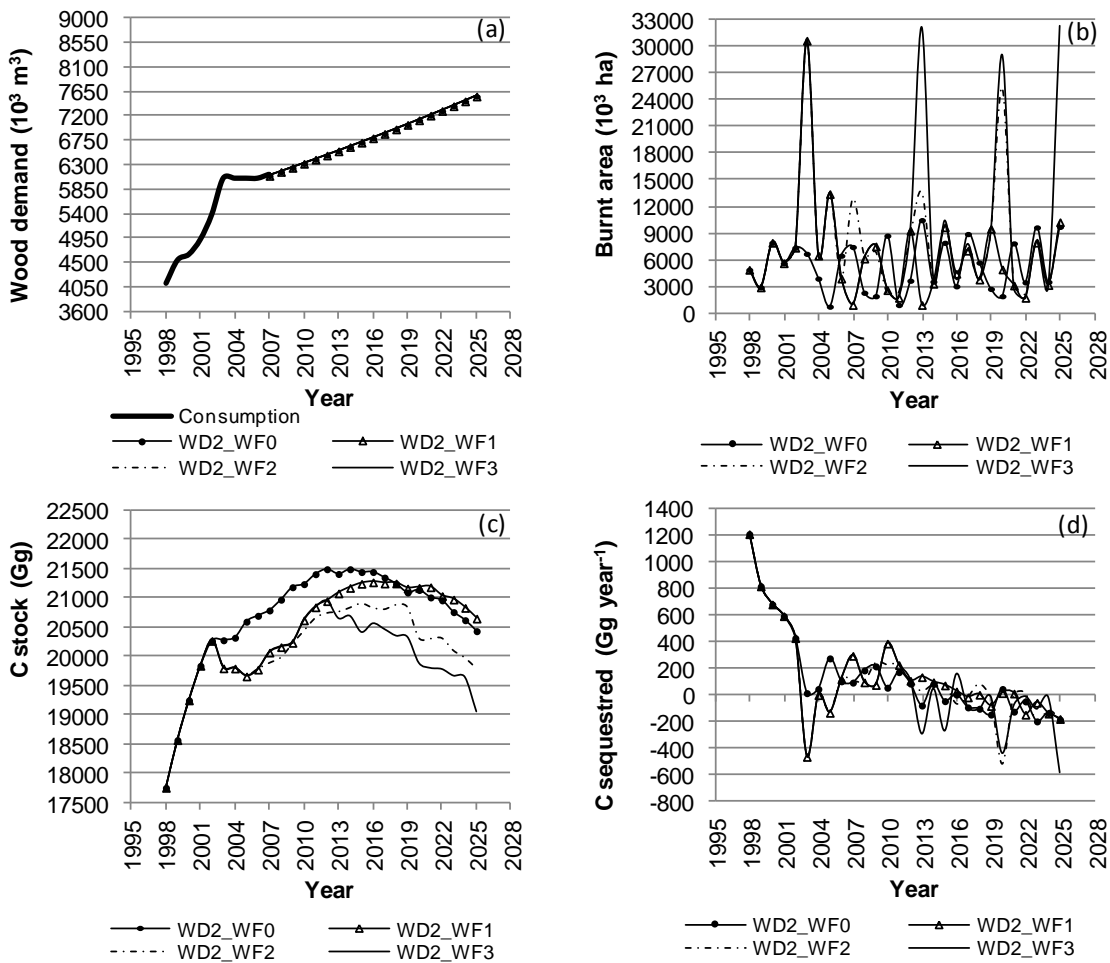 (a)
Wood demand (10³ m³)
9000
8550
8100
7650
7200
6750
6300
5850
5400
4950
4500
4050
3600
1995 1998 2001 2004 2007 2010 2013 2016 2019 2022 2025 2028
Year
Consumption
WD2_WF0 WD2_WF1
WD2_WF2 WD2_WF3
(b)
Burnt area (10³ ha)
33000
30000
27000
24000
21000
18000
15000
12000
9000
6000
3000
0
1995 1998 2001 2004 2007 2010 2013 2016 2019 2022 2025 2028
Year
WD2_WF0 WD2_WF1
WD2_WF2 WD2_WF3
(c)
C stock (Gg)
22500
22000
21500
21000
20500
20000
19500
19000
18500
18000
17500
1995 1998 2001 2004 2007 2010 2013 2016 2019 2022 2025 2028
Year
WD2_WF0 WD2_WF1
WD2_WF2 WD2_WF3
(d)
C sequestred (Gg year⁻¹)
1400
1200
1000
800
600
400
200
0
-200
-400
-600
-800
1995 1998 2001 2004 2007 2010 2013 2016 2019 2022 2025 2028
Year
WD2_WF0 WD2_WF1
WD2_WF2 WD2_WF3